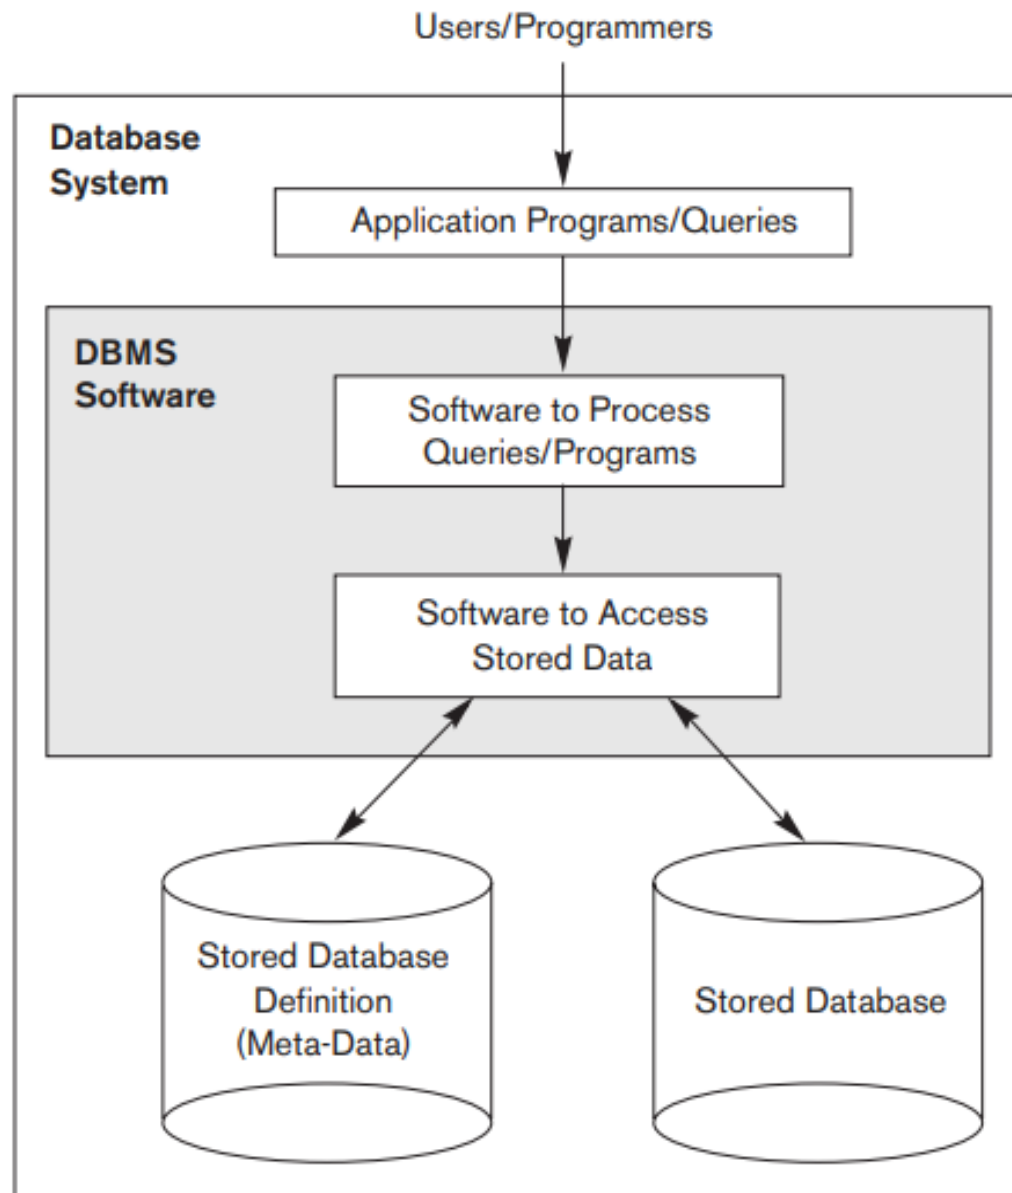 Users/Programmers
Database
System
Application Programs/Queries
DBMS
Software
Software to Process
Queries/Programs
Software to Access
Stored Data
Stored Database
Definition
(Meta-Data)
Stored Database